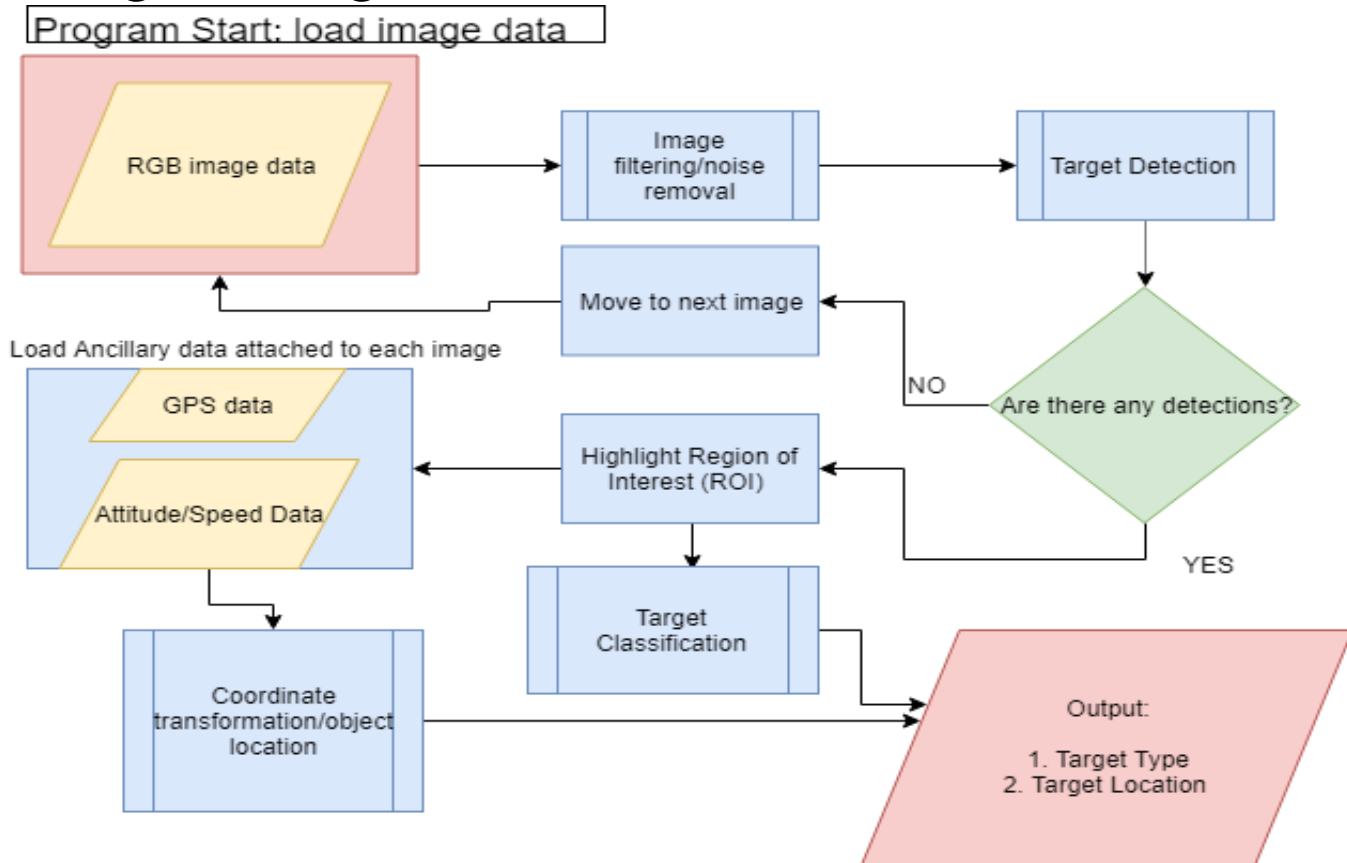 Program Start: load image data
RGB image data
Image
filtering/noise
removal
Target Detection
Move to next image
Load Ancillary data attached to each image
GPS data
NO
Are there any detections?
Highlight Region of
Interest (ROI)
Attitude/Speed Data
YES
Target
Classification
Coordinate
transformation/object
location
Output:
1. Target Type
2. Target Location